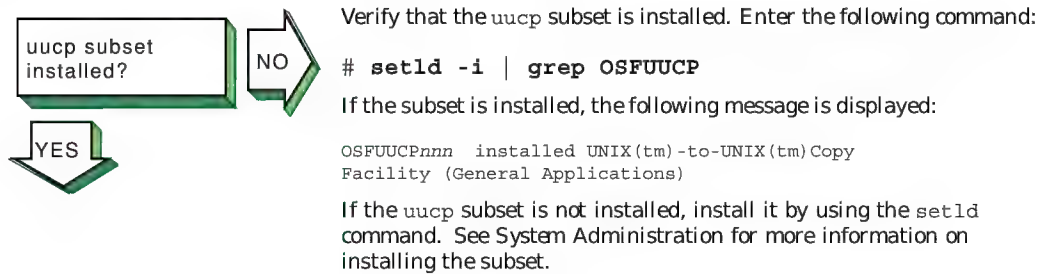 uucp subset
installed?
NO
YES
Verify that the uucp subset is installed. Enter the following command:
# setld -i | grep OSFUUCP
If the subset is installed, the following message is displayed:
OSFUUCPnnn installed UNIX(tm)-to-UNIX(tm)Copy
Facility (General Applications)
If the uucp subset is not installed, install it by using the setld
command. See System Administration for more information on
installing the subset.